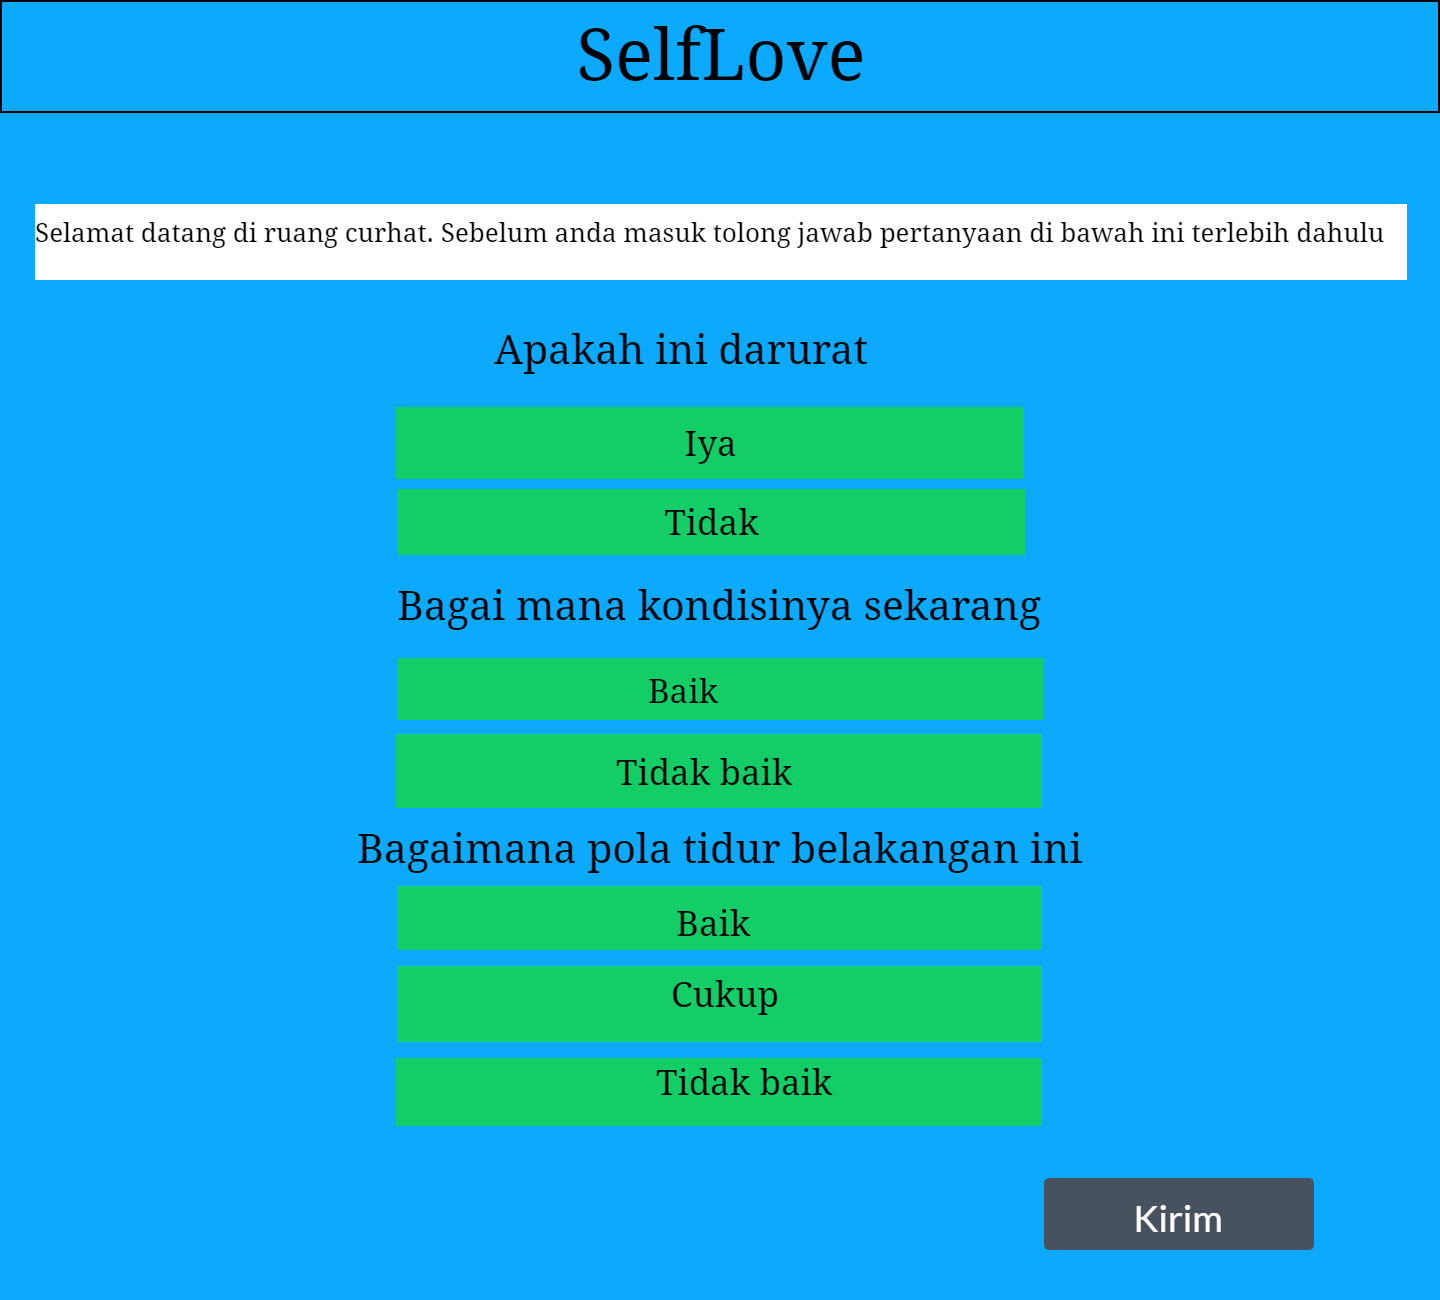 SelfLove
Selamat datang di ruang curhat. Sebelum anda masuk tolong jawab pertanyaan di bawah ini terlebih dahulu
Apakah ini darurat
Iya
Tidak
Bagai mana kondisinya sekarang
Baik
Tidak baik
Bagaimana pola tidur belakangan ini
Baik
Cukup
Tidak baik
Kirim